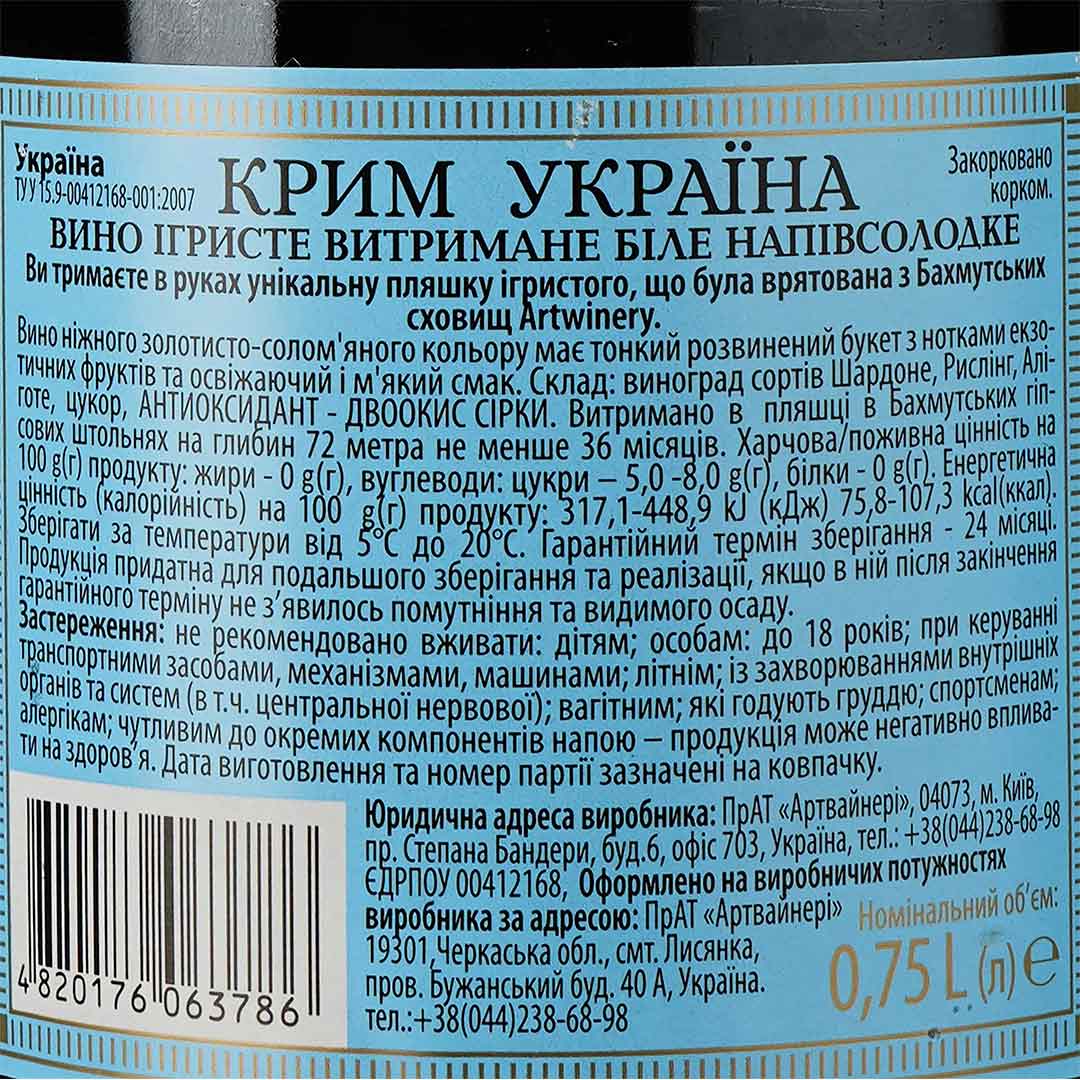 Україна
ТУ У 15.9-00412168-001:2007
КРИМ УКРАЇНА
Закорковано
корком.
ВИНО ІГРИСТЕ ВИТРИМАНЕ БІЛЕ НАПІВСОЛОДКЕ
Ви тримаєте в руках унікальну пляшку ігристого, що була врятована з Бахмутських
сховищ Artwinery.
Вино ніжного золотисто-солом'яного кольору має тонкий розвинений букет з нотками екзо-
тичних фруктів та освіжаючий і м'який смак. Склад: виноград сортів Шардоне, Рислінг, Алі-
готе, цукор, АНТИОКСИДАНТ - ДВООКИС СІРКИ. Витримано в пляшці в Бахмутських гіп-
сових штольнях на глибин 72 метра не менше 36 місяців. Харчова/поживна цінність на
100 g(г) продукту: жири - 0 g(г), вуглеводи: цукри – 5,0 -8,0 g(г), білки - 0 g(г). Енергетична
цінність (калорійність) на 100 g(г) продукту: 317,1-448,9 kJ (кДж) 75,8-107,3 kcal(ккал).
Зберігати за температури від 5°С до 20°С. Гарантійний термін зберігання - 24 місяці.
Продукція придатна для подальшого зберігання та реалізації, якщо в ній після закінчення
гарантійного терміну не з’явилось помутніння та видимого осаду.
Застереження: не рекомендовано вживати: дітям; особам: до 18 років; при керуванні
транспортними засобами, механізмами, машинами; літнім; із захворюваннями внутрішніх
органів та систем (в т.ч. центральної нервової); вагітним; які годують груддю; спортсменам;
алергікам; чутливим до окремих компонентів напою – продукція може негативно вплива-
ти на здоров’я. Дата виготовлення та номер партії зазначені на ковпачку.
Юридична адреса виробника: ПрАТ «Артвайнері», 04073, м. Київ,
пр. Степана Бандери, буд.6, офіс 703, Україна, тел.: +38(044)238-68-98
ЄДРПОУ 00412168, Оформлено на виробничих потужностях
виробника за адресою: ПрАТ «Артвайнері»
19301,Черкаська обл., смт. Лисянка,
пров. Бужанський буд. 40 А, Україна.
тел.:+38(044)238-68-98
Номінальний об’єм:
0,75 L (л) e
4 820176 063786